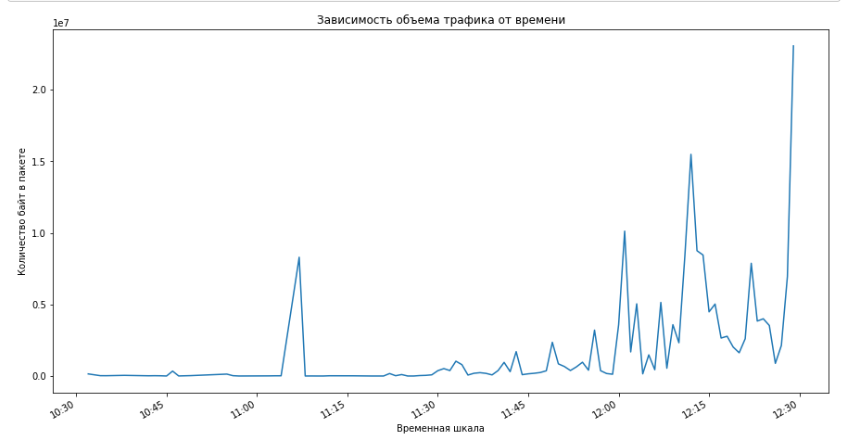 Зависимость объема трафика от времени
1e7
2.0
1.5
1.0
0.5
0.0
Количество байт в пакете
10:30 10:45 11:00 11:15 11:30 11:45 12:00 12:15 12:30
Временная шкала